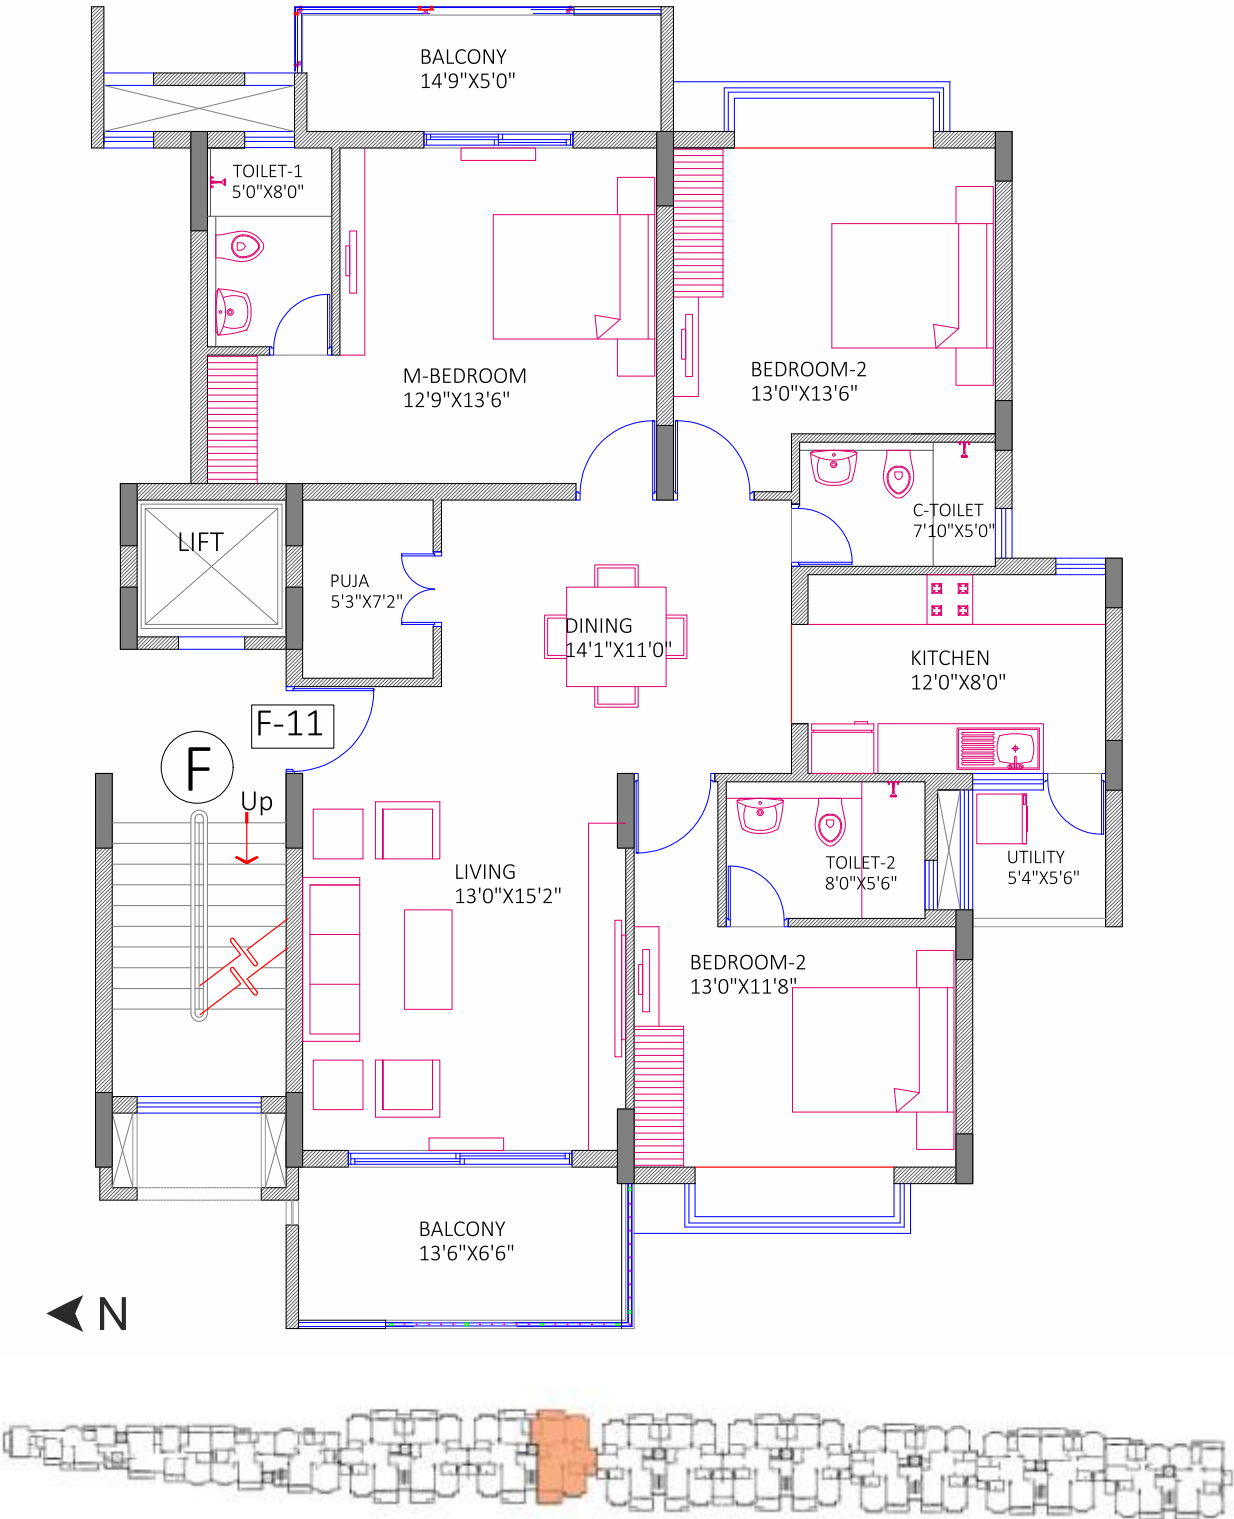 BALCONY
14'9"X5'0"
TOILET-1
5'0"X8'0"
M-BEDROOM
12'9"X13'6"
BEDROOM-2
13'0"X13'6"
C-TOILET
7'10"X5'0"
LIFT
PUJA
5'3"X7'2"
DINING
14'1"X11'0"
KITCHEN
12'0"X8'0"
F-11
F
Up
LIVING
13'0"X15'2"
TOILET-2
8'0"X5'6"
UTILITY
5'4"X5'6"
BEDROOM-2
13'0"X11'8"
BALCONY
13'6"X6'6"
N